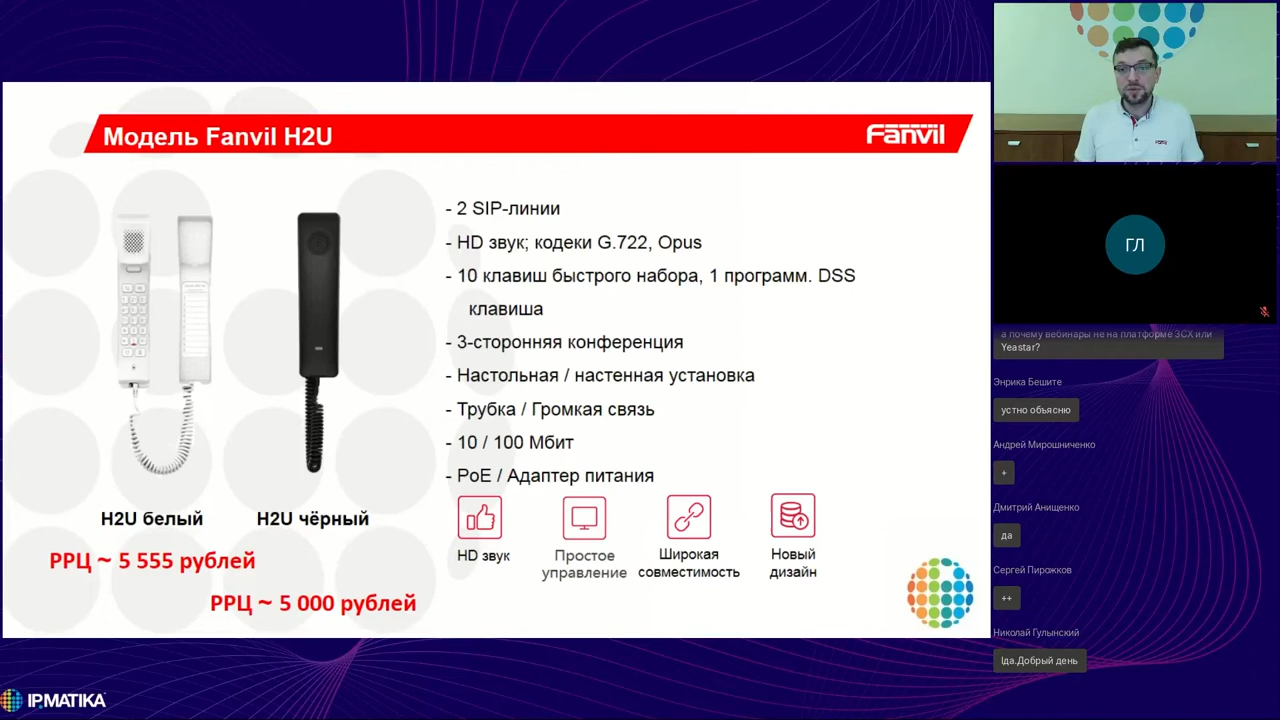 Модель Fanvil H2U
Fanvil
- 2 SIP-линии
- HD звук; кодеки G.722, Opus
- 10 клавиш быстрого набора, 1 программ. DSS
клавиша
- 3-сторонняя конференция
- Настольная / настенная установка
- Трубка / Громкая связь
- 10 / 100 Мбит
- PoE / Адаптер питания
H2U белый
H2U чёрный
РРЦ ~ 5 555 рублей
РРЦ ~ 5 000 рублей
HD звук
Простое
управление
Широкая
совместимость
Новый
дизайн
IPMATIKA
ГЛ
а почему вебинары не на платформе 3CX или
Yeastar?
Энрика Бешите
устно объясню
Андрей Мирошниченко
+
Дмитрий Анищенко
да
Сергей Пирожков
++
Николай Гулынский
lда.Добрый день